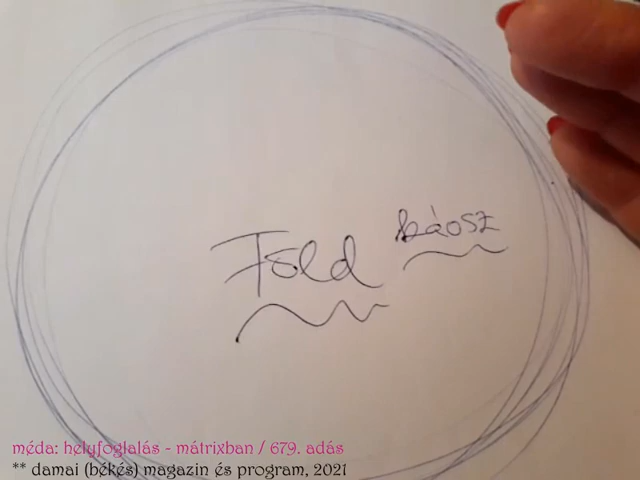 káosz
Föld
méda: helyfoglalás - mátrixban / 679. adás
** damai (békés) magazin és program, 2021